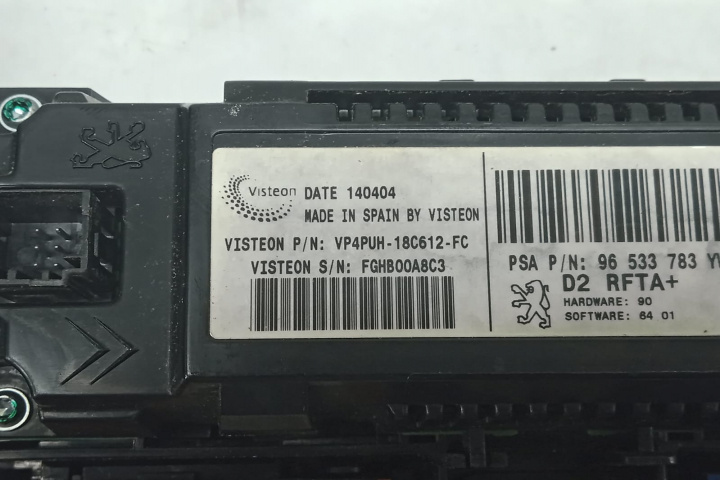 Visteon DATE 140404
MADE IN SPAIN BY VISTEON
VISTEON P/N: VP4PUH-18C612-FC
VISTEON S/N: FGHB00A8C3
PSA P/N: 96 533 783
D2 RFTA+
HARDWARE: 90
SOFTWARE: 64 01